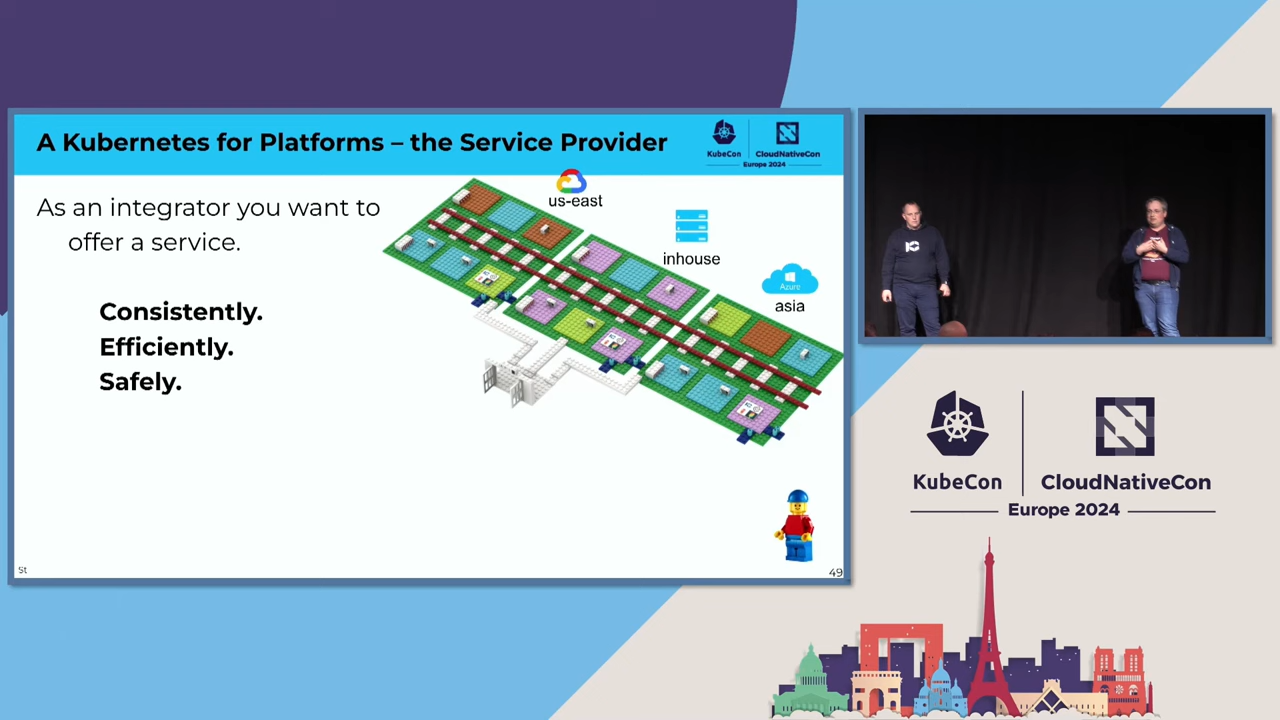 A Kubernetes for Platforms – the Service Provider
KubeCon
CloudNativeCon
Europe 2024
As an integrator you want to
offer a service.
Consistently.
Efficiently.
Safely.
us-east
inhouse
Azure
asia
St
49
KubeCon
CloudNativeCon
Europe 2024